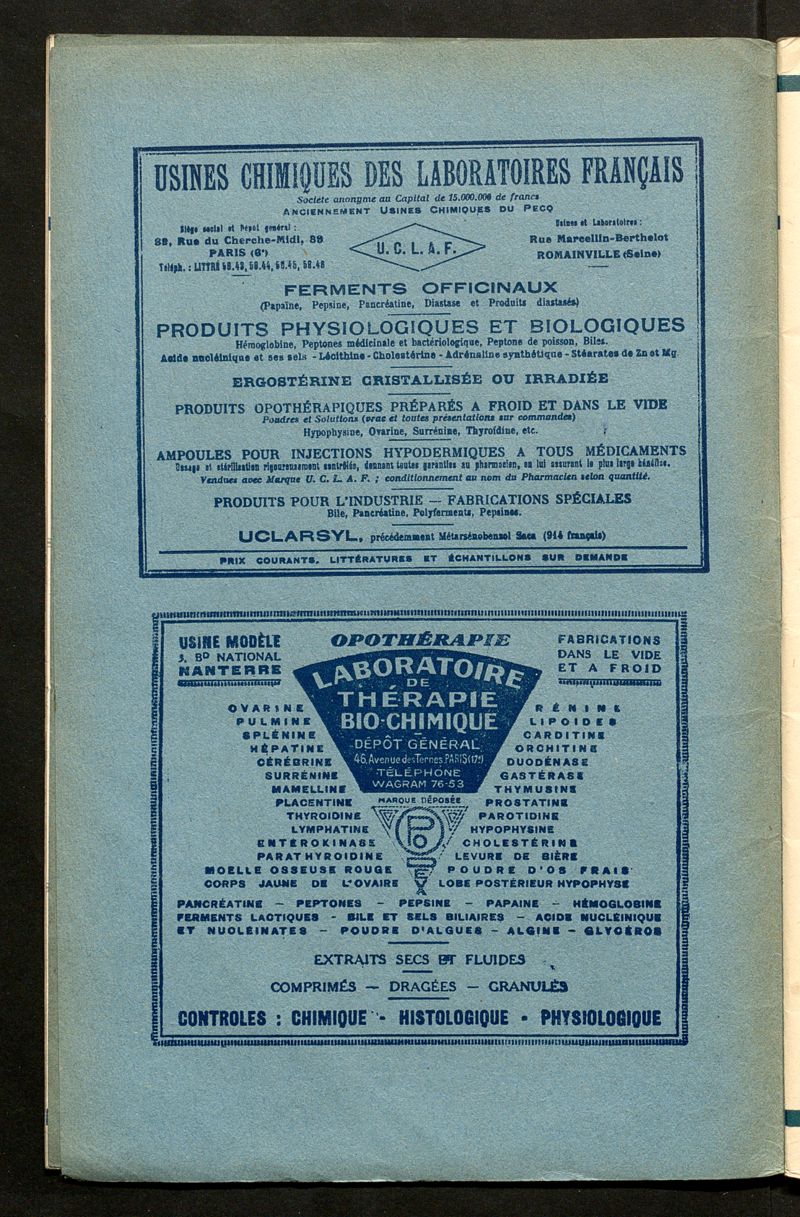 USINES CHIMIQUES DES LABORATOIRES FRANÇAIS
Société anonyme au Capital de 15.000.000 de francs
ANCIENNEMENT USINES CHIMIQUES DU PECQ
Siège social et Dépôt général :
89, Rue du Cherche-Midi, 89
PARIS (6e)
Téléph. : LITTRÉ 58.43, 58.44, 58.45, 58.46
U. C. L. A. F.
Usines et Laboratoires :
Rue Marcellin-Berthelot
ROMAINVILLE (Seine)
FERMENTS OFFICINAUX
(Papaïne, Pepsine, Pancréatine, Diastase et Produits diastasés)
PRODUITS PHYSIOLOGIQUES ET BIOLOGIQUES
Hémoglobine, Peptones médicinale et bactériologique, Peptone de poisson, Biles.
Acide nucléinique et ses sels - Lécithine - Cholestérine - Adrénaline synthétique - Stéarates de Zn et Mg
ERGOSTÉRINE CRISTALLISÉE OU IRRADIÉE
PRODUITS OPOTHÉRAPIQUES PRÉPARÉS A FROID ET DANS LE VIDE
Poudres et Solutions (vrac et toutes présentations sur commandes)
Hypophysine, Ovarine, Surrénine, Thyroïdine, etc.
AMPOULES POUR INJECTIONS HYPODERMIQUES A TOUS MÉDICAMENTS
Dosage et stérilisation rigoureusement contrôlés, donnant toutes garanties au pharmacien, en lui assurant le plus large bénéfice.
Vendues avec Marque U. C. L. A. F. ; conditionnement au nom du Pharmacien selon quantité.
PRODUITS POUR L'INDUSTRIE — FABRICATIONS SPÉCIALES
Bile, Pancréatine, Polyferments, Pepsines.
UCLARSYL, précédemment Métarsénobenzol Saca (914 français)
PRIX COURANTS, LITTÉRATURES ET ÉCHANTILLONS SUR DEMANDE
USINE MODÈLE
3, BD NATIONAL
NANTERRE
OPOTHÉRAPIE
FABRICATIONS
DANS LE VIDE
ET A FROID
LABORATOIRE
DE
THÉRAPIE
BIO-CHIMIQUE
DÉPÔT GÉNÉRAL
46, Avenue des Ternes PARIS (17e)
TÉLÉPHONE
WAGRAM 76-53
MARQUE DÉPOSÉE
OVARINE
PULMINE
SPLÉNINE
HÉPATINE
CÉRÉBRINE
SURRÉNINE
MAMELLINE
PLACENTINE
THYROIDINE
LYMPHATINE
ENTÉROKINASE
PARATHYROIDINE
MOELLE OSSEUSE ROUGE
CORPS JAUNE DE L'OVAIRE
RÉNINE
LIPOIDES
CARDITINE
ORCHITINE
DUODÉNASE
GASTÉRASE
THYMUSINE
PROSTATINE
PAROTIDINE
HYPOPHYSINE
CHOLESTÉRINE
LEVURE DE BIÈRE
POUDRE D'OS FRAIS
LOBE POSTÉRIEUR HYPOPHYSE
PANCRÉATINE — PEPTONES — PEPSINE — PAPAINE — HÉMOGLOBINE
FERMENTS LACTIQUES - BILE ET SELS BILIAIRES - ACIDE NUCLÉINIQUE
ET NUCLÉINATES - POUDRE D'ALGUES - ALGINE - GLYCÉROS
EXTRAITS SECS ET FLUIDES
COMPRIMÉS — DRAGÉES — GRANULÉS
CONTROLES : CHIMIQUE - HISTOLOGIQUE - PHYSIOLOGIQUE